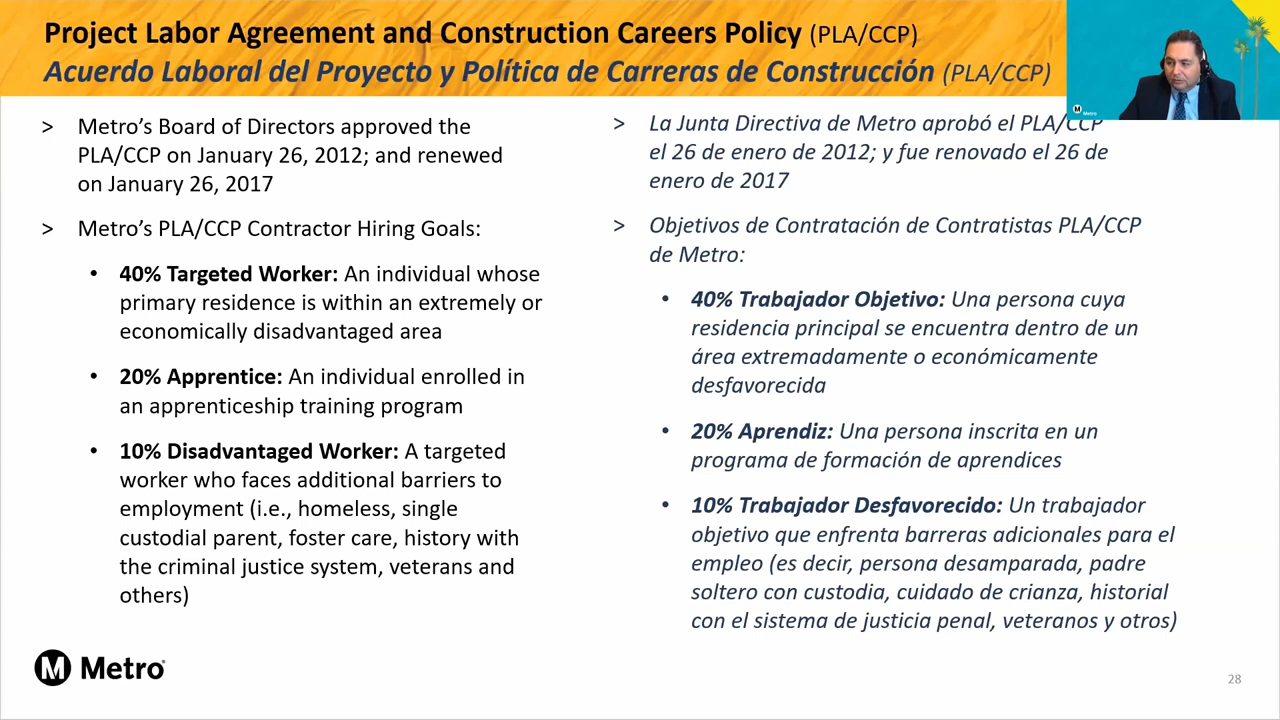 Project Labor Agreement and Construction Careers Policy (PLA/CCP)
Acuerdo Laboral del Proyecto y Política de Carreras de Construcción (PLA/CCP)
> Metro's Board of Directors approved the
PLA/CCP on January 26, 2012; and renewed
on January 26, 2017
> Metro's PLA/CCP Contractor Hiring Goals:
• 40% Targeted Worker: An individual whose
primary residence is within an extremely or
economically disadvantaged area
• 20% Apprentice: An individual enrolled in
an apprenticeship training program
• 10% Disadvantaged Worker: A targeted
worker who faces additional barriers to
employment (i.e., homeless, single
custodial parent, foster care, history with
the criminal justice system, veterans and
others)
> La Junta Directiva de Metro aprobó el PLA/CCP
el 26 de enero de 2012; y fue renovado el 26 de
enero de 2017
> Objetivos de Contratación de Contratistas PLA/CCP
de Metro:
• 40% Trabajador Objetivo: Una persona cuya
residencia principal se encuentra dentro de un
área extremadamente o económicamente
desfavorecida
• 20% Aprendiz: Una persona inscrita en un
programa de formación de aprendices
• 10% Trabajador Desfavorecido: Un trabajador
objetivo que enfrenta barreras adicionales para el
empleo (es decir, persona desamparada, padre
soltero con custodia, cuidado de crianza, historial
con el sistema de justicia penal, veteranos y otros)
M Metro
28
M
Metro